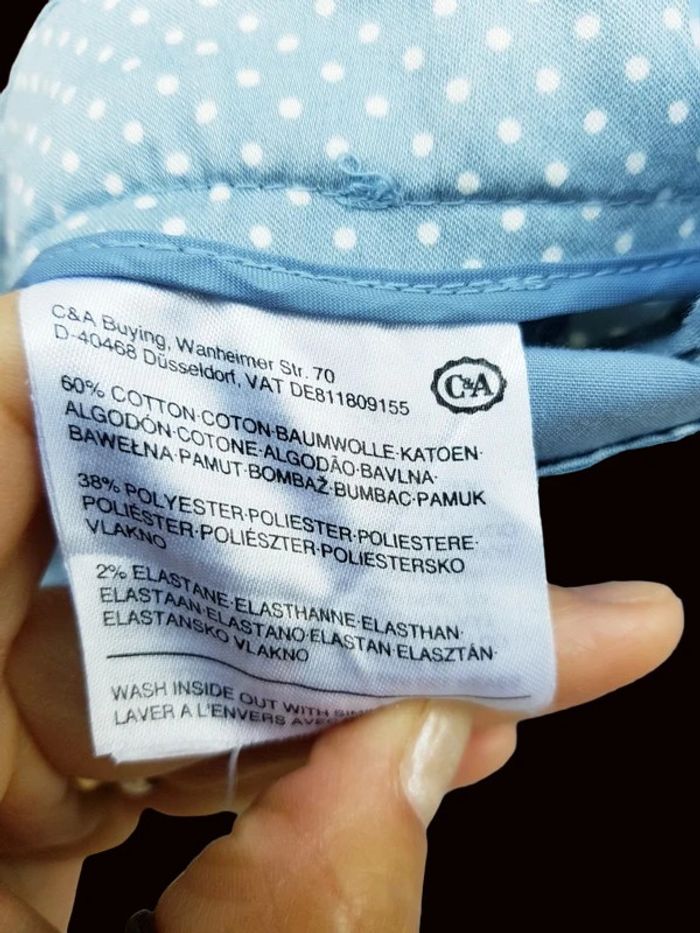 C&A Buying, Wanheimer Str. 70
D-40468 Düsseldorf, VAT DE811809155
C&A
60% COTTON·COTON·BAUMWOLLE·KATOEN·
ALGODÓN·COTONE·ALGODÃO·BAVLNA·
BAWEŁNA·PAMUT·BOMBAŽ·BUMBAC·PAMUK
38% POLYESTER·POLIESTER·POLIESTERE·
POLIÉSTER·POLIÉSZTER·POLIESTERSKO
VLAKNO
2% ELASTANE·ELASTHANNE·ELASTHAN·
ELASTAAN·ELASTANO·ELASTAN·ELASZTÁN·
ELASTANSKO VLAKNO
WASH INSIDE OUT WITH
LAVER A L'ENVERS